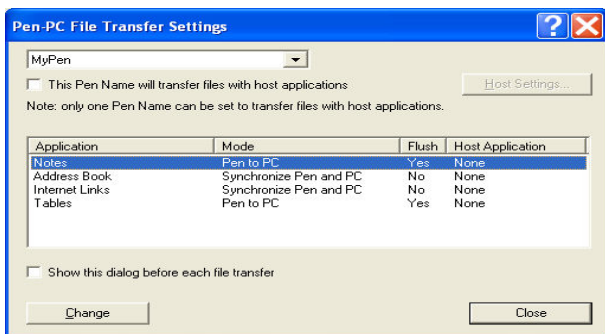 Pen-PC File Transfer Settings
MyPen
This Pen Name will transfer files with host applications
Host Settings...
Note: only one Pen Name can be set to transfer files with host applications.
Application Mode Flush Host Application
Notes Pen to PC Yes None
Address Book Synchronize Pen and PC No None
Internet Links Synchronize Pen and PC No None
Tables Pen to PC Yes None
Show this dialog before each file transfer
Change Close